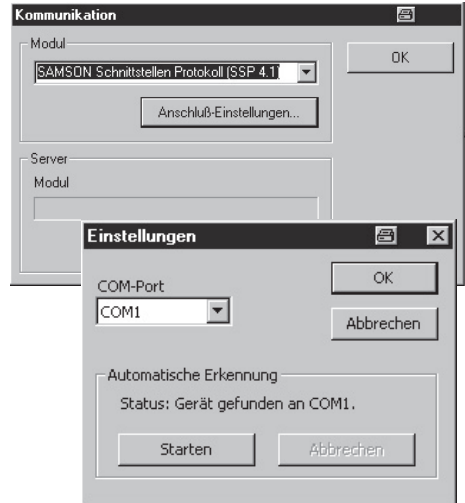 Kommunikation
Modul
SAMSON Schnittstellen Protokoll (SSP 4.1)
OK
Anschluß-Einstellungen...
Server
Modul
Einstellungen
COM-Port
COM1
OK
Abbrechen
Automatische Erkennung
Status: Gerät gefunden an COM1.
Starten
Abbrechen